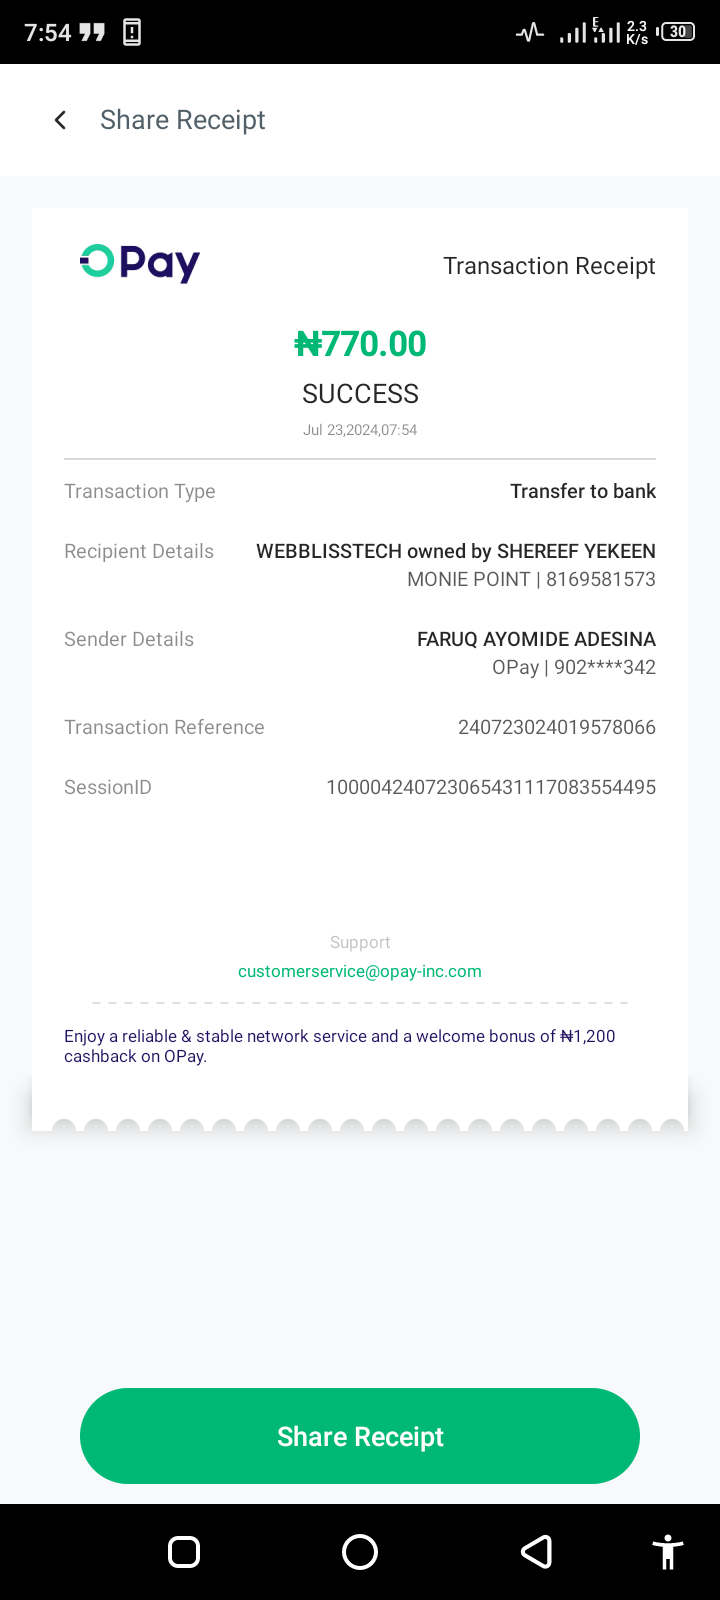 7:54
E
2.3
K/s
30
Share Receipt
OPay
Transaction Receipt
₦770.00
SUCCESS
Jul 23,2024,07:54
Transaction Type Transfer to bank
Recipient Details WEBBLISSTECH owned by SHEREEF YEKEEN
MONIE POINT | 8169581573
Sender Details FARUQ AYOMIDE ADESINA
OPay | 902****342
Transaction Reference 240723024019578066
SessionID 100004240723065431117083554495
Support
customerservice@opay-inc.com
Enjoy a reliable & stable network service and a welcome bonus of ₦1,200
cashback on OPay.
Share Receipt